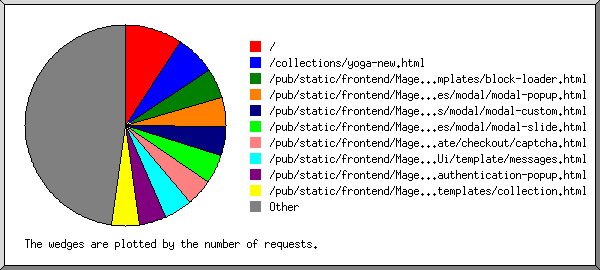 /
/collections/yoga-new.html
/pub/static/frontend/Mage...mplates/block-loader.html
/pub/static/frontend/Mage...es/modal/modal-popup.html
/pub/static/frontend/Mage...s/modal/modal-custom.html
/pub/static/frontend/Mage...es/modal/modal-slide.html
/pub/static/frontend/Mage...ate/checkout/captcha.html
/pub/static/frontend/Mage...Ui/template/messages.html
/pub/static/frontend/Mage...authentication-popup.html
/pub/static/frontend/Mage...templates/collection.html
Other
The wedges are plotted by the number of requests.